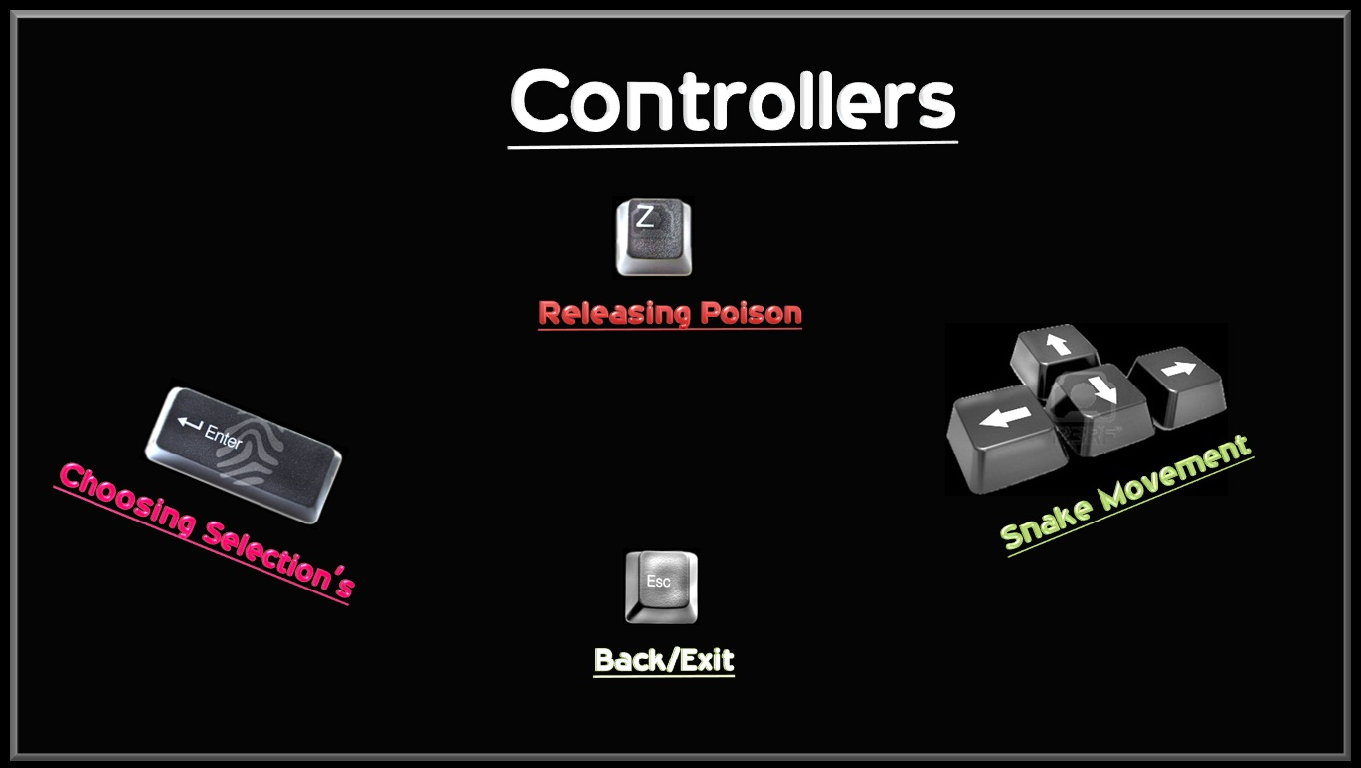 Controllers
Z
Releasing Poison
Enter
Choosing Selection's
Snake Movement
Esc
Back/Exit